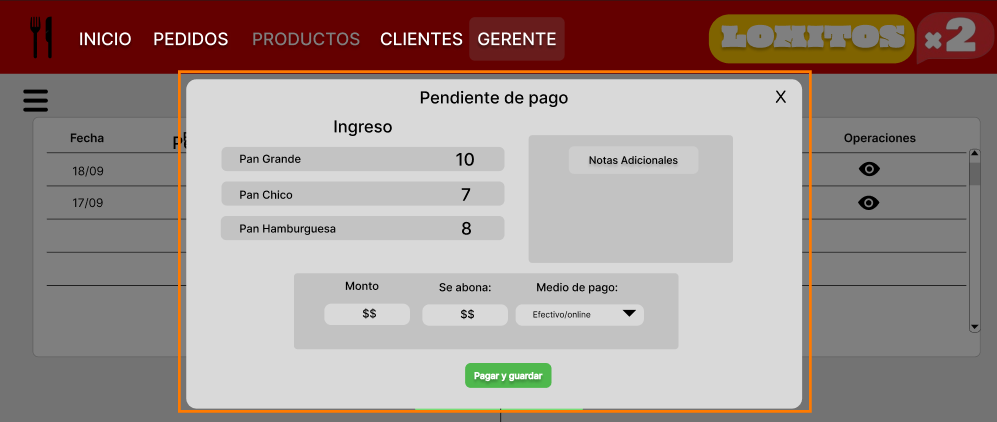 INICIO PEDIDOS PRODUCTOS CLIENTES GERENTE LOMITOS x2
Pendiente de pago X
Ingreso
Fecha Operaciones
Pan Grande 10
Notas Adicionales
18/09
Pan Chico 7
17/09
Pan Hamburguesa 8
Monto Se abona: Medio de pago:
$$ $$ Efectivo/online
Pagar y guardar